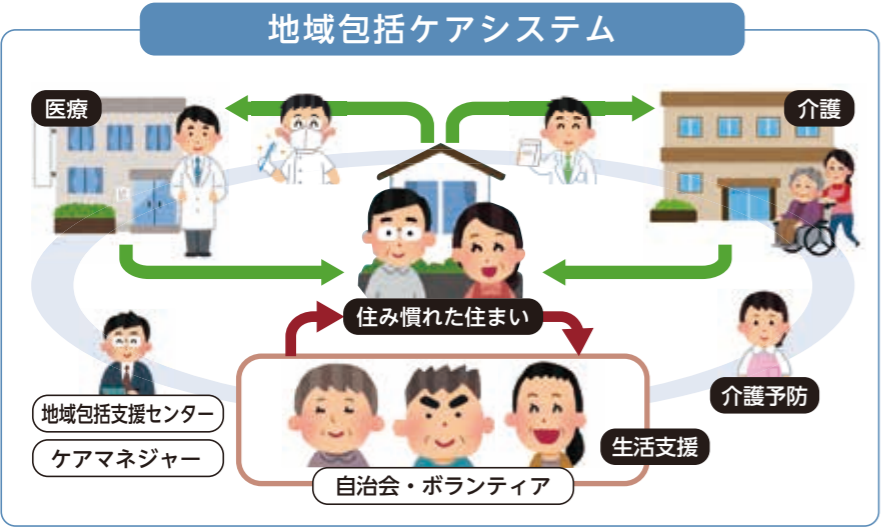 地域包括ケアシステム
医療
介護
住み慣れた住まい
介護予防
地域包括支援センター
ケアマネジャー
生活支援
自治会・ボランティア